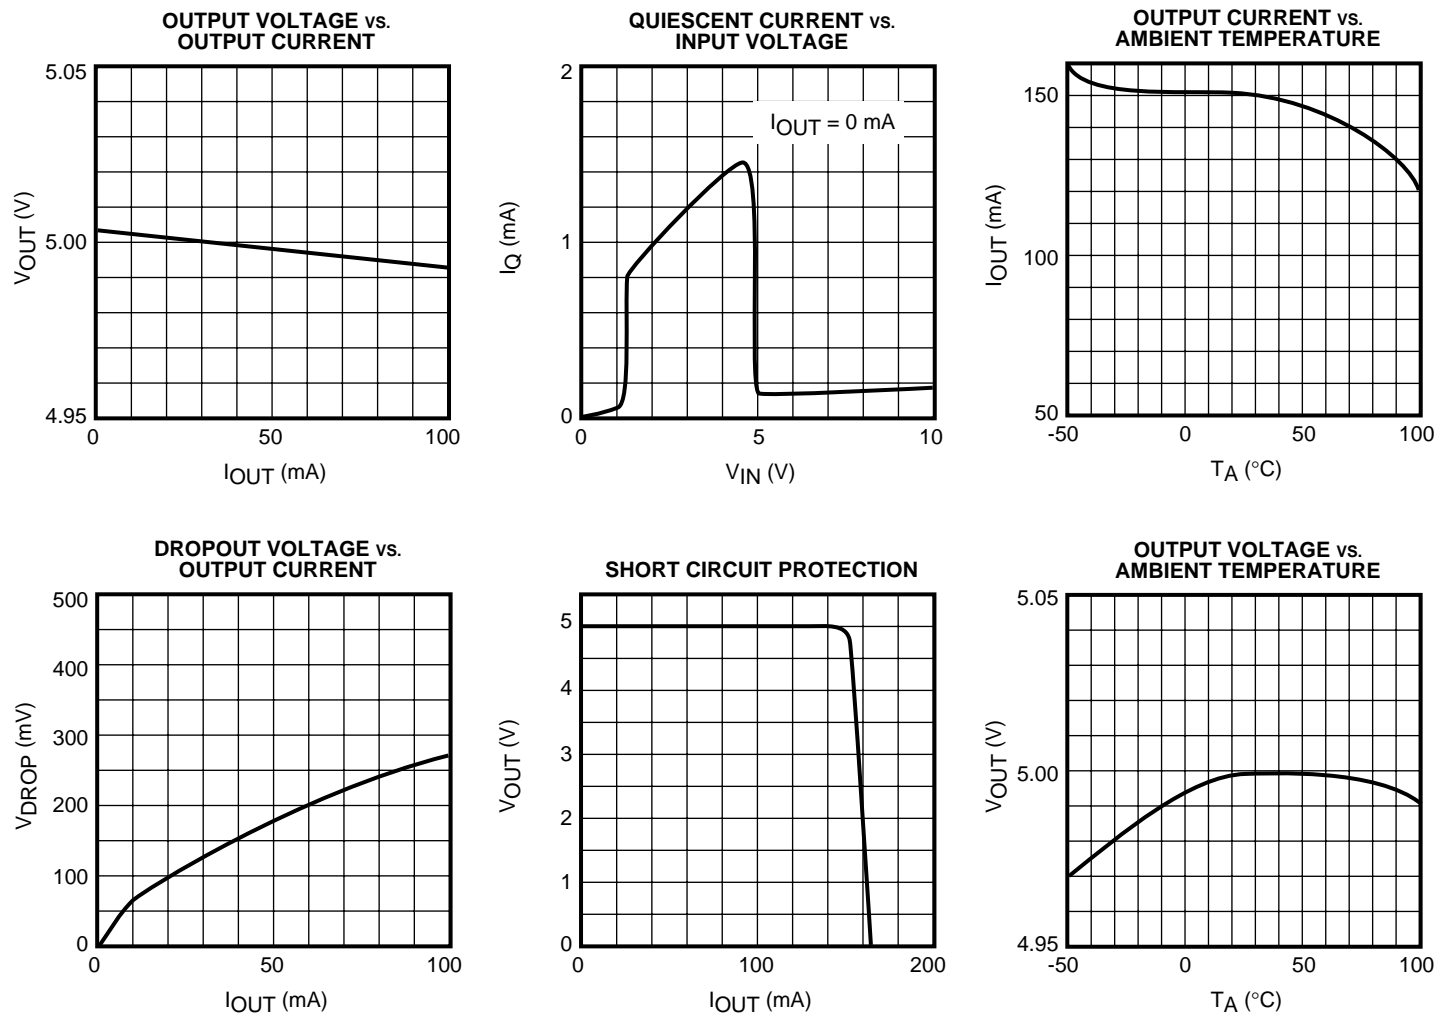 OUTPUT VOLTAGE vs.
OUTPUT CURRENT
5.05
5.00
4.95
VOUT (V)
0 50 100
IOUT (mA)
QUIESCENT CURRENT vs.
INPUT VOLTAGE
2
1
0
IQ (mA)
IOUT = 0 mA
0 5 10
VIN (V)
OUTPUT CURRENT vs.
AMBIENT TEMPERATURE
150
100
50
IOUT (mA)
-50 0 50 100
TA (°C)
DROPOUT VOLTAGE vs.
OUTPUT CURRENT
500
400
300
200
100
0
VDROP (mV)
0 50 100
IOUT (mA)
SHORT CIRCUIT PROTECTION
5
4
3
2
1
0
VOUT (V)
0 100 200
IOUT (mA)
OUTPUT VOLTAGE vs.
AMBIENT TEMPERATURE
5.05
5.00
4.95
VOUT (V)
-50 0 50 100
TA (°C)